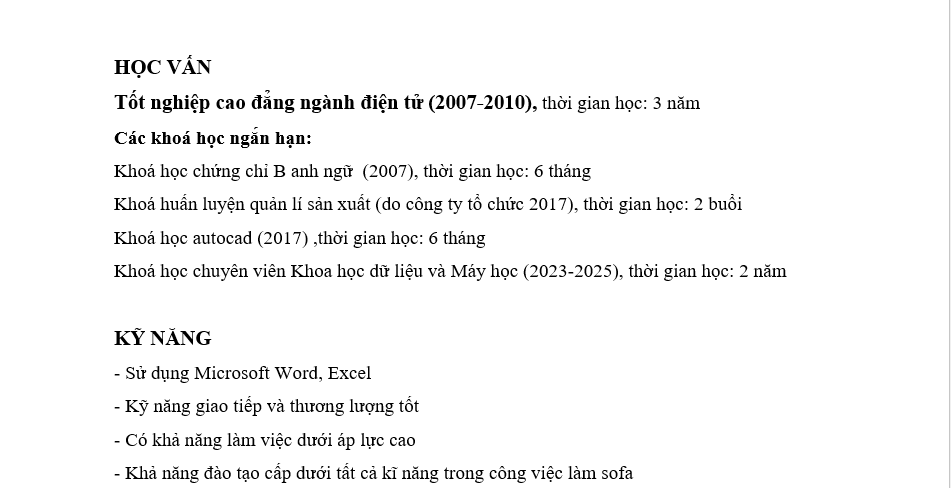 HỌC VẤN
Tốt nghiệp cao đẳng ngành điện tử (2007-2010), thời gian học: 3 năm
Các khoá học ngắn hạn:
Khoá học chứng chỉ B anh ngữ  (2007), thời gian học: 6 tháng
Khoá huấn luyện quản lí sản xuất (do công ty tổ chức 2017), thời gian học: 2 buổi
Khoá học autocad (2017) ,thời gian học: 6 tháng
Khoá học chuyên viên Khoa học dữ liệu và Máy học (2023-2025), thời gian học: 2 năm
KỸ NĂNG
- Sử dụng Microsoft Word, Excel
- Kỹ năng giao tiếp và thương lượng tốt
- Có khả năng làm việc dưới áp lực cao
- Khả năng đào tạo cấp dưới tất cả kĩ năng trong công việc làm sofa